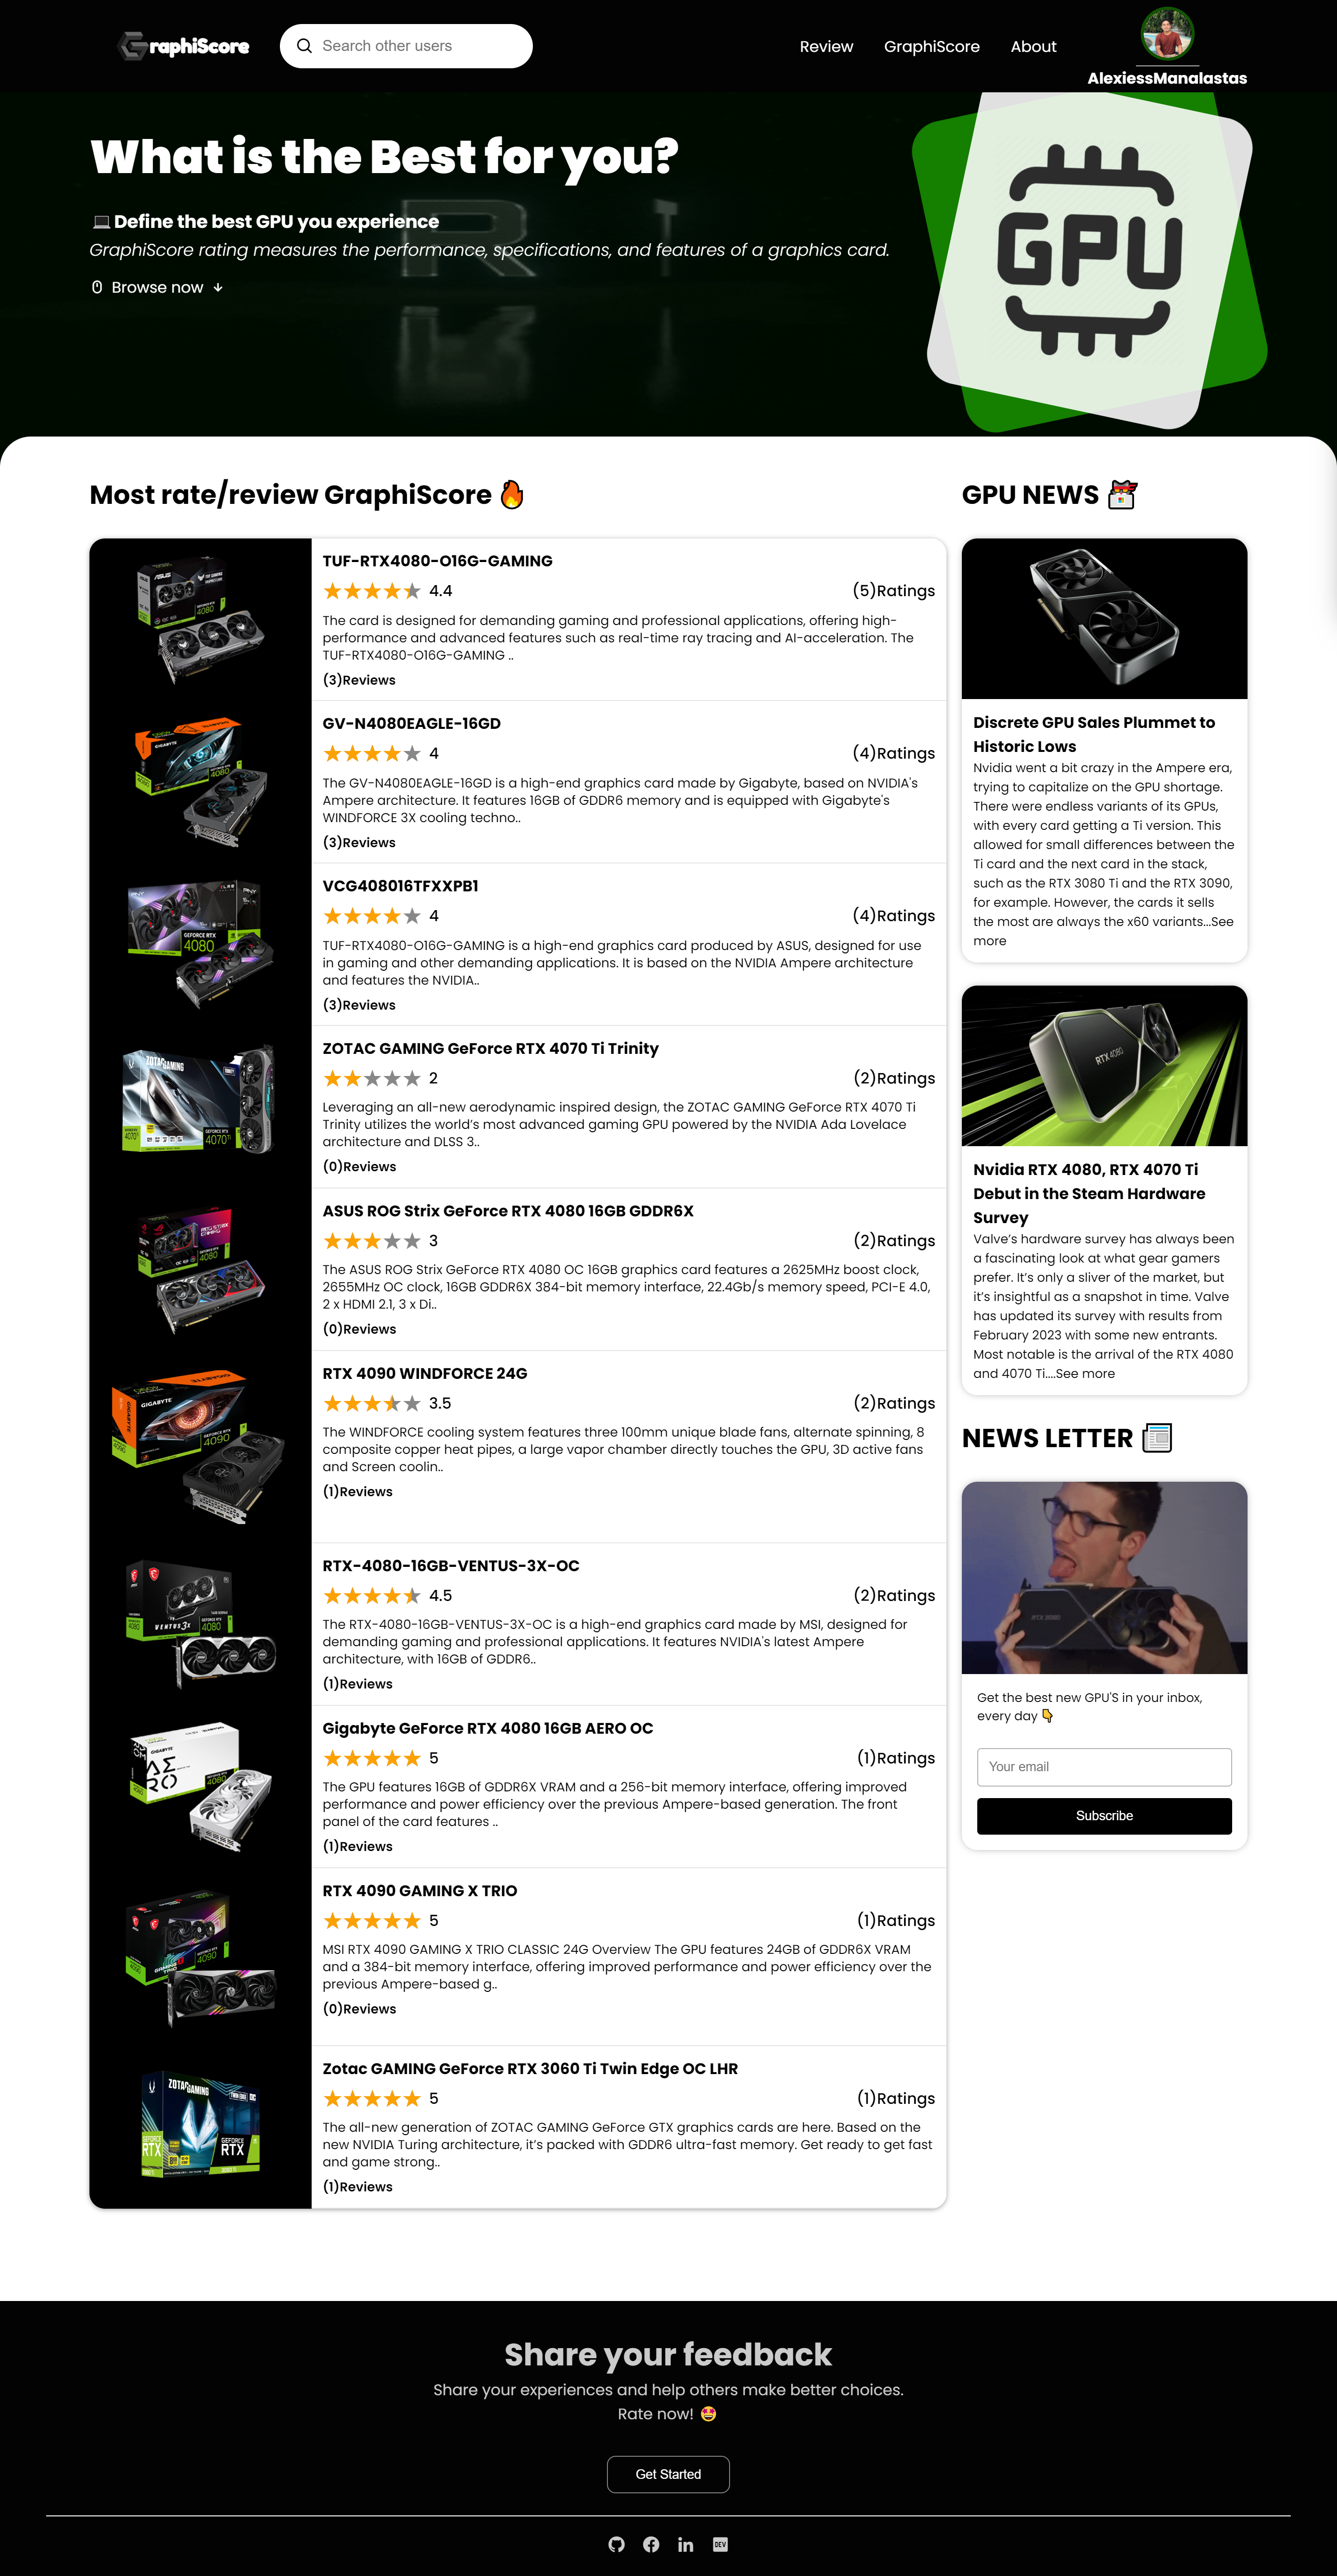 GraphiScore
Search other users
Review
GraphiScore
About
AlexiessManalastas
What is the Best for you?
Define the best GPU you experience
GraphiScore rating measures the performance, specifications, and features of a graphics card.
Browse now
GPU
Most rate/review GraphiScore
TUF-RTX4080-O16G-GAMING
4.4
(5)Ratings
The card is designed for demanding gaming and professional applications, offering high-
performance and advanced features such as real-time ray tracing and AI-acceleration. The
TUF-RTX4080-O16G-GAMING ..
(3)Reviews
GV-N4080EAGLE-16GD
4
(4)Ratings
The GV-N4080EAGLE-16GD is a high-end graphics card made by Gigabyte, based on NVIDIA's
Ampere architecture. It features 16GB of GDDR6 memory and is equipped with Gigabyte's
WINDFORCE 3X cooling techno..
(3)Reviews
VCG408016TFXXPB1
4
(4)Ratings
TUF-RTX4080-O16G-GAMING is a high-end graphics card produced by ASUS, designed for use
in gaming and other demanding applications. It is based on the NVIDIA Ampere architecture
and features the NVIDIA..
(3)Reviews
ZOTAC GAMING GeForce RTX 4070 Ti Trinity
2
(2)Ratings
Leveraging an all-new aerodynamic inspired design, the ZOTAC GAMING GeForce RTX 4070 Ti
Trinity utilizes the world's most advanced gaming GPU powered by the NVIDIA Ada Lovelace
architecture and DLSS 3..
(0)Reviews
ASUS ROG Strix GeForce RTX 4080 16GB GDDR6X
3
(2)Ratings
The ASUS ROG Strix GeForce RTX 4080 OC 16GB graphics card features a 2625MHz boost clock,
2655MHz OC clock, 16GB GDDR6X 384-bit memory interface, 22.4Gb/s memory speed, PCI-E 4.0,
2 x HDMI 2.1, 3 x Di..
(0)Reviews
RTX 4090 WINDFORCE 24G
3.5
(2)Ratings
The WINDFORCE cooling system features three 100mm unique blade fans, alternate spinning, 8
composite copper heat pipes, a large vapor chamber directly touches the GPU, 3D active fans
and Screen coolin..
(1)Reviews
RTX-4080-16GB-VENTUS-3X-OC
4.5
(2)Ratings
The RTX-4080-16GB-VENTUS-3X-OC is a high-end graphics card made by MSI, designed for
demanding gaming and professional applications. It features NVIDIA's latest Ampere
architecture, with 16GB of GDDR6..
(1)Reviews
Gigabyte GeForce RTX 4080 16GB AERO OC
5
(1)Ratings
The GPU features 16GB of GDDR6X VRAM and a 256-bit memory interface, offering improved
performance and power efficiency over the previous Ampere-based generation. The front
panel of the card features ..
(1)Reviews
RTX 4090 GAMING X TRIO
5
(1)Ratings
MSI RTX 4090 GAMING X TRIO CLASSIC 24G Overview The GPU features 24GB of GDDR6X VRAM
and a 384-bit memory interface, offering improved performance and power efficiency over the
previous Ampere-based g..
(0)Reviews
Zotac GAMING GeForce RTX 3060 Ti Twin Edge OC LHR
5
(1)Ratings
The all-new generation of ZOTAC GAMING GeForce GTX graphics cards are here. Based on the
new NVIDIA Turing architecture, it's packed with GDDR6 ultra-fast memory. Get ready to get fast
and game strong..
(1)Reviews
GPU NEWS
Discrete GPU Sales Plummet to
Historic Lows
Nvidia went a bit crazy in the Ampere era,
trying to capitalize on the GPU shortage.
There were endless variants of its GPUs,
with every card getting a Ti version. This
allowed for small differences between the
Ti card and the next card in the stack,
such as the RTX 3080 Ti and the RTX 3090,
for example. However, the cards it sells
the most are always the x60 variants...See
more
RTX 4080
Nvidia RTX 4080, RTX 4070 Ti
Debut in the Steam Hardware
Survey
Valve's hardware survey has always been
a fascinating look at what gear gamers
prefer. It's only a sliver of the market, but
it's insightful as a snapshot in time. Valve
has updated its survey with results from
February 2023 with some new entrants.
Most notable is the arrival of the RTX 4080
and 4070 Ti....See more
NEWS LETTER
Get the best new GPU'S in your inbox,
every day
Your email
Subscribe
Share your feedback
Share your experiences and help others make better choices.
Rate now!
Get Started
DEV